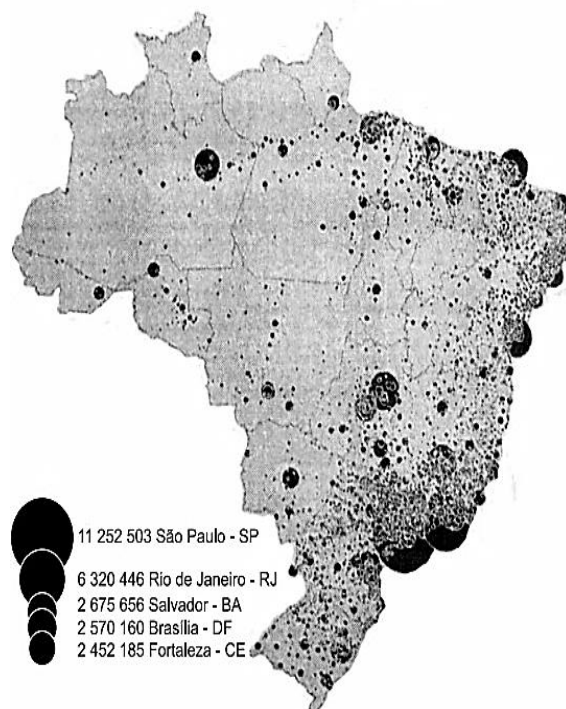 11 252 503 São Paulo - SP
6 320 446 Rio de Janeiro - RJ
2 675 656 Salvador - BA
2 570 160 Brasília - DF
2 452 185 Fortaleza - CE